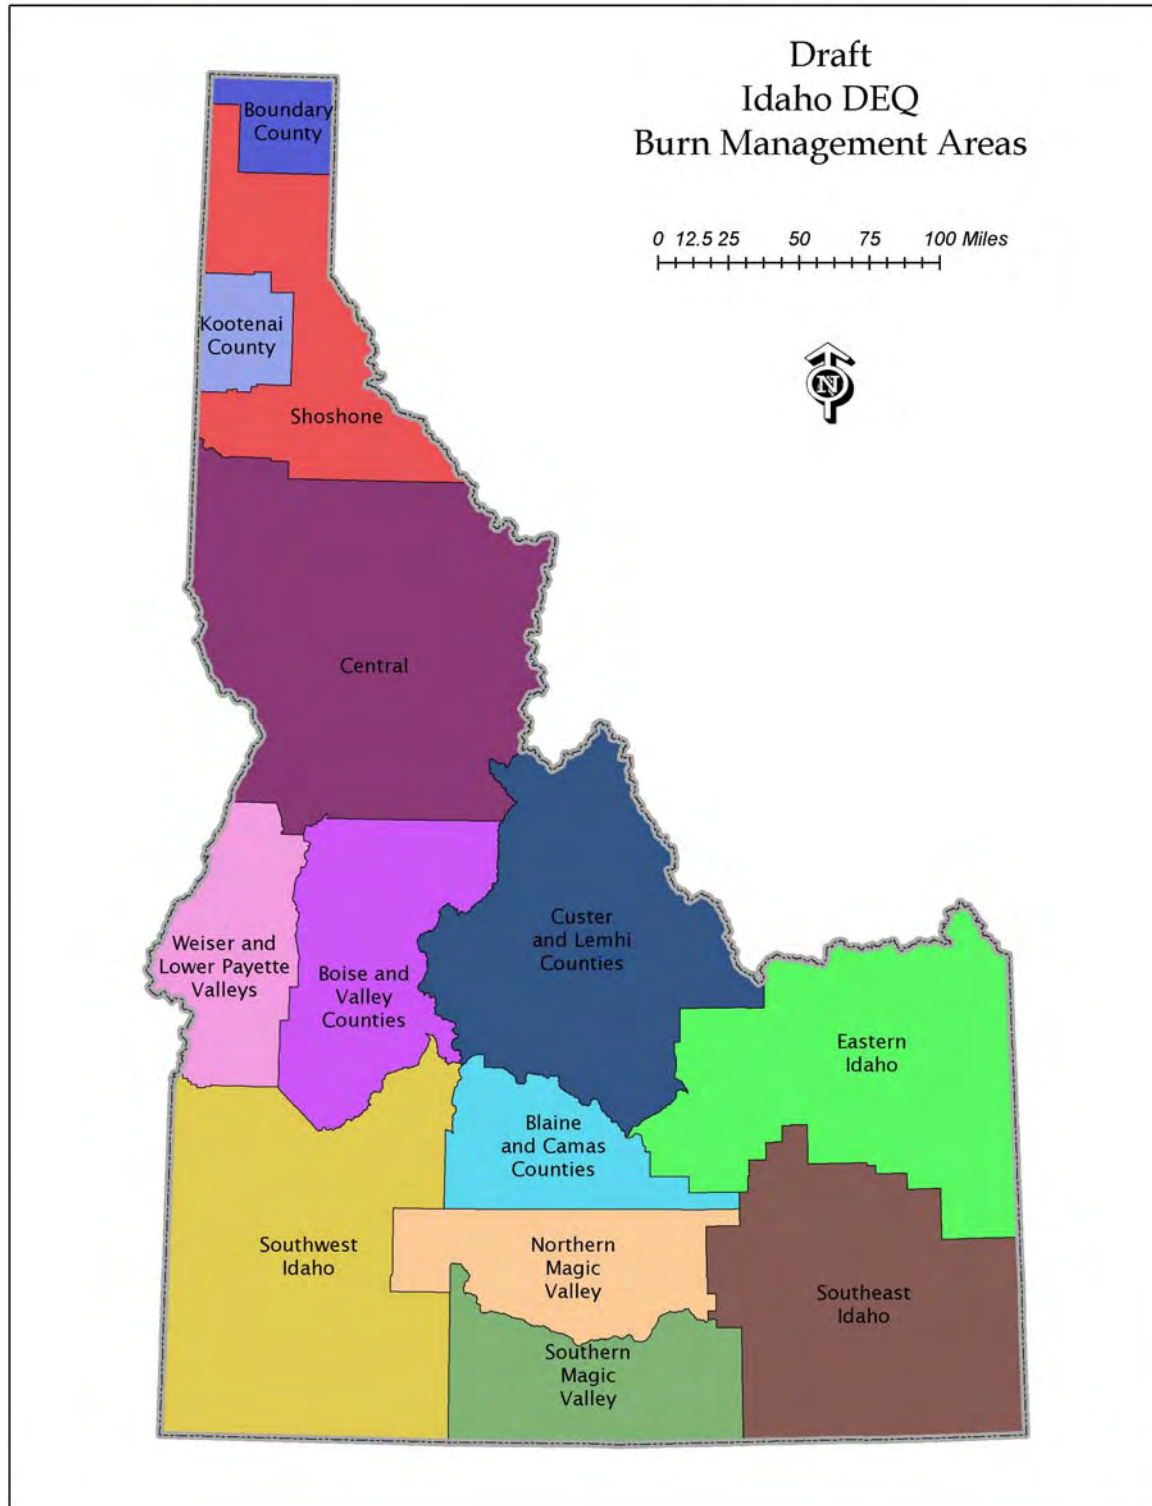 Draft
Idaho DEQ
Burn Management Areas
0 12.5 25 50 75 100 Miles
N
Boundary
County
Kootenai
County
Shoshone
Central
Custer
and Lemhi
Counties
Weiser and
Lower Payette
Valleys
Boise and
Valley
Counties
Eastern
Idaho
Blaine
and Camas
Counties
Southwest
Idaho
Northern
Magic
Valley
Southeast
Idaho
Southern
Magic
Valley